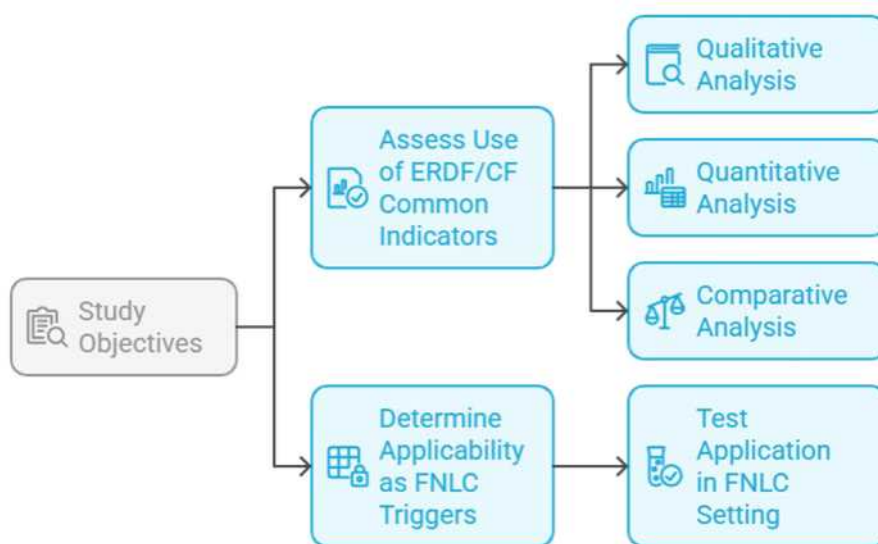 Study
Objectives
Assess Use
of ERDF/CF
Common
Indicators
Qualitative
Analysis
Quantitative
Analysis
Comparative
Analysis
Determine
Applicability
as FNLC
Triggers
Test
Application
in FNLC
Setting